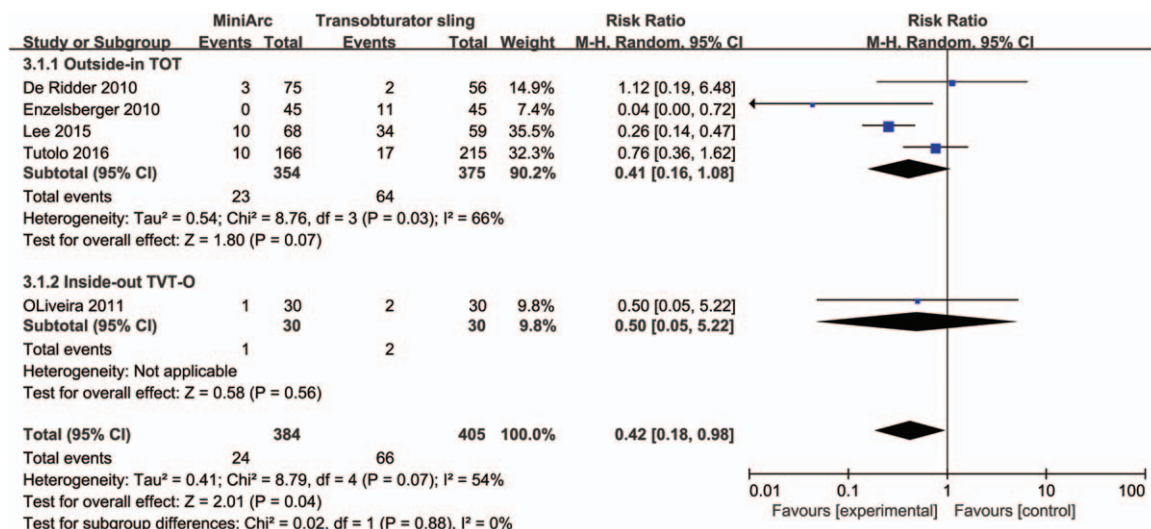 MiniArc Transobturator sling Risk Ratio Risk Ratio
Study or Subgroup Events Total Events Total Weight M-H. Random. 95% CI M-H. Random. 95% CI
3.1.1 Outside-in TOT
De Ridder 2010 3 75 2 56 14.9% 1.12 [0.19, 6.48]
Enzelsberger 2010 0 45 11 45 7.4% 0.04 [0.00, 0.72]
Lee 2015 10 68 34 59 35.5% 0.26 [0.14, 0.47]
Tutolo 2016 10 166 17 215 32.3% 0.76 [0.36, 1.62]
Subtotal (95% CI) 354 375 90.2% 0.41 [0.16, 1.08]
Total events 23 64
Heterogeneity: Tau² = 0.54; Chi² = 8.76, df = 3 (P = 0.03); I² = 66%
Test for overall effect: Z = 1.80 (P = 0.07)
3.1.2 Inside-out TVT-O
OLiveira 2011 1 30 2 30 9.8% 0.50 [0.05, 5.22]
Subtotal (95% CI) 30 30 9.8% 0.50 [0.05, 5.22]
Total events 1 2
Heterogeneity: Not applicable
Test for overall effect: Z = 0.58 (P = 0.56)
Total (95% CI) 384 405 100.0% 0.42 [0.18, 0.98]
Total events 24 66
Heterogeneity: Tau² = 0.41; Chi² = 8.79, df = 4 (P = 0.07); I² = 54%
Test for overall effect: Z = 2.01 (P = 0.04)
Test for subgroup differences: Chi² = 0.02, df = 1 (P = 0.88), I² = 0%
0.01 0.1 1 10 100
Favours [experimental] Favours [control]